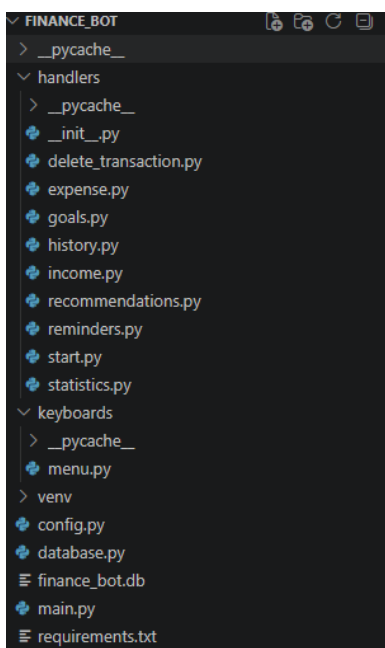 FINANCE_BOT
__pycache__
handlers
__pycache__
__init__.py
delete_transaction.py
expense.py
goals.py
history.py
income.py
recommendations.py
reminders.py
start.py
statistics.py
keyboards
__pycache__
menu.py
venv
config.py
database.py
finance_bot.db
main.py
requirements.txt